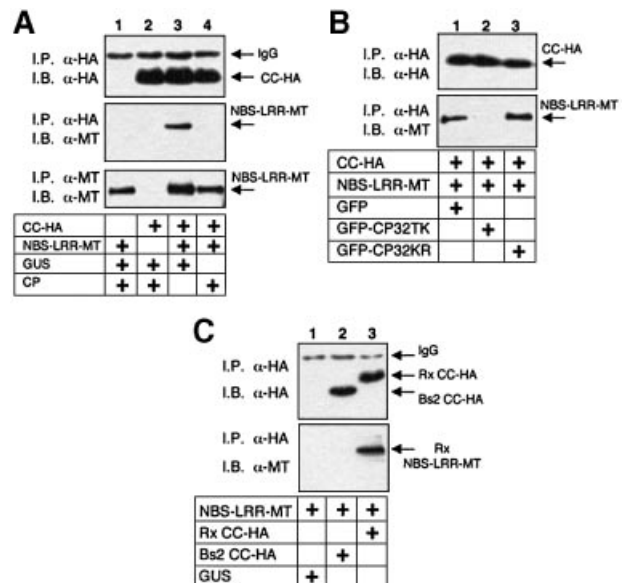 A
1 2 3 4
I.P. α-HA
I.B. α-HA
IgG
CC-HA
I.P. α-HA
I.B. α-MT
NBS-LRR-MT
I.P. α-MT
I.B. α-MT
NBS-LRR-MT
CC-HA + + +
NBS-LRR-MT + + +
GUS + + +
CP + + +
B
1 2 3
I.P. α-HA
I.B. α-HA
CC-HA
I.P. α-HA
I.B. α-MT
NBS-LRR-MT
CC-HA + + +
NBS-LRR-MT + + +
GFP +
GFP-CP32TK +
GFP-CP32KR +
C
1 2 3
I.P. α-HA
I.B. α-HA
IgG
Rx CC-HA
Bs2 CC-HA
I.P. α-HA
I.B. α-MT
Rx
NBS-LRR-MT
NBS-LRR-MT + + +
Rx CC-HA +
Bs2 CC-HA +
GUS +